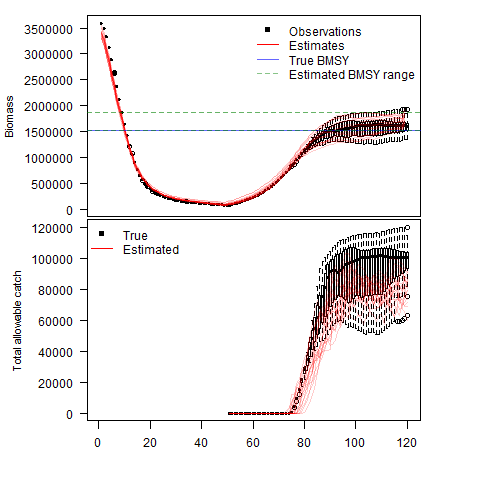 Biomass
3500000
3000000
2500000
2000000
1500000
1000000
500000
0
Observations
Estimates
True BMSY
Estimated BMSY range
Total allowable catch
120000
100000
80000
60000
40000
20000
0
True
Estimated
0 20 40 60 80 100 120